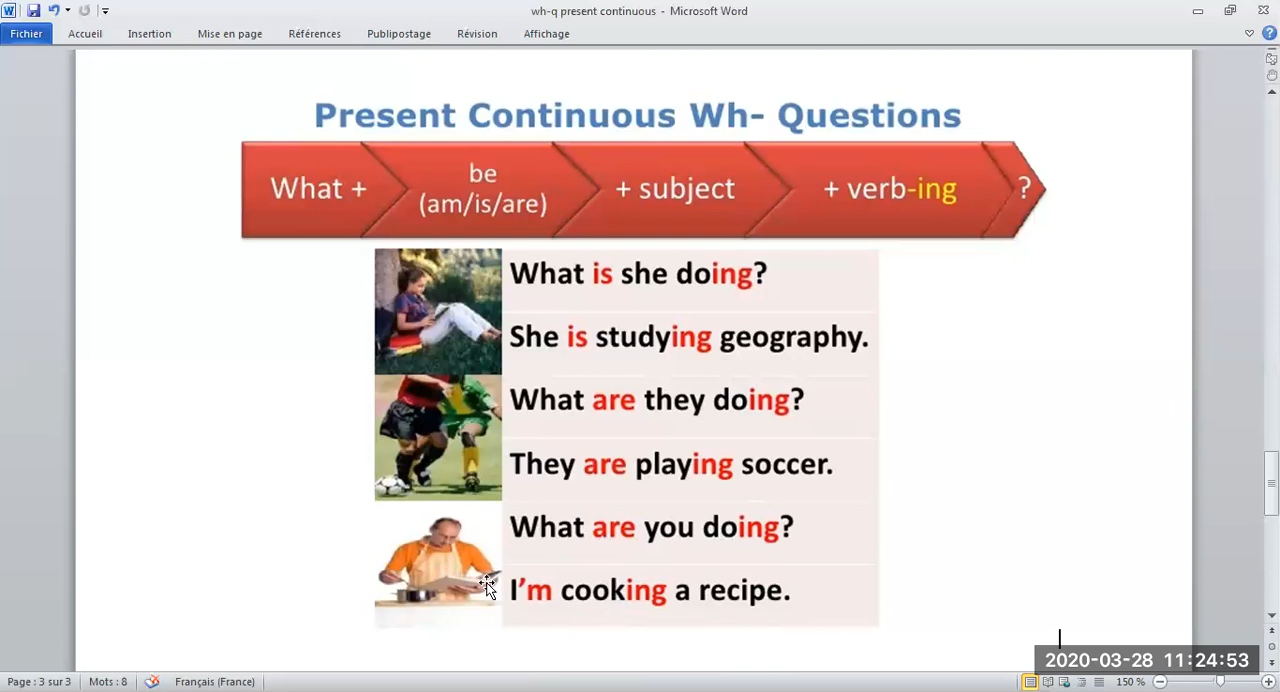 wh-q present continuous - Microsoft Word
Fichier Accueil Insertion Mise en page Références Publipostage Révision Affichage
Present Continuous Wh- Questions
What + be (am/is/are) + subject + verb-ing ?
What is she doing?
She is studying geography.
What are they doing?
They are playing soccer.
What are you doing?
I'm cooking a recipe.
2020-03-28 11:24:53
Page : 3 sur 3 Mots : 8 Français (France) 150 %